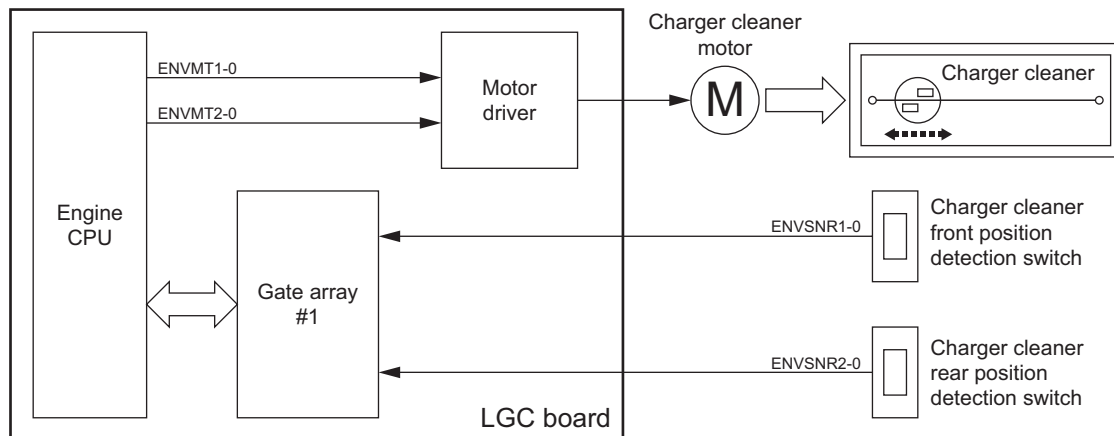 Engine
CPU
ENVMT1-0
ENVMT2-0
Motor
driver
Charger cleaner
motor
M
Charger cleaner
Gate array
#1
ENVSNR1-0
Charger cleaner
front position
detection switch
ENVSNR2-0
Charger cleaner
rear position
detection switch
LGC board